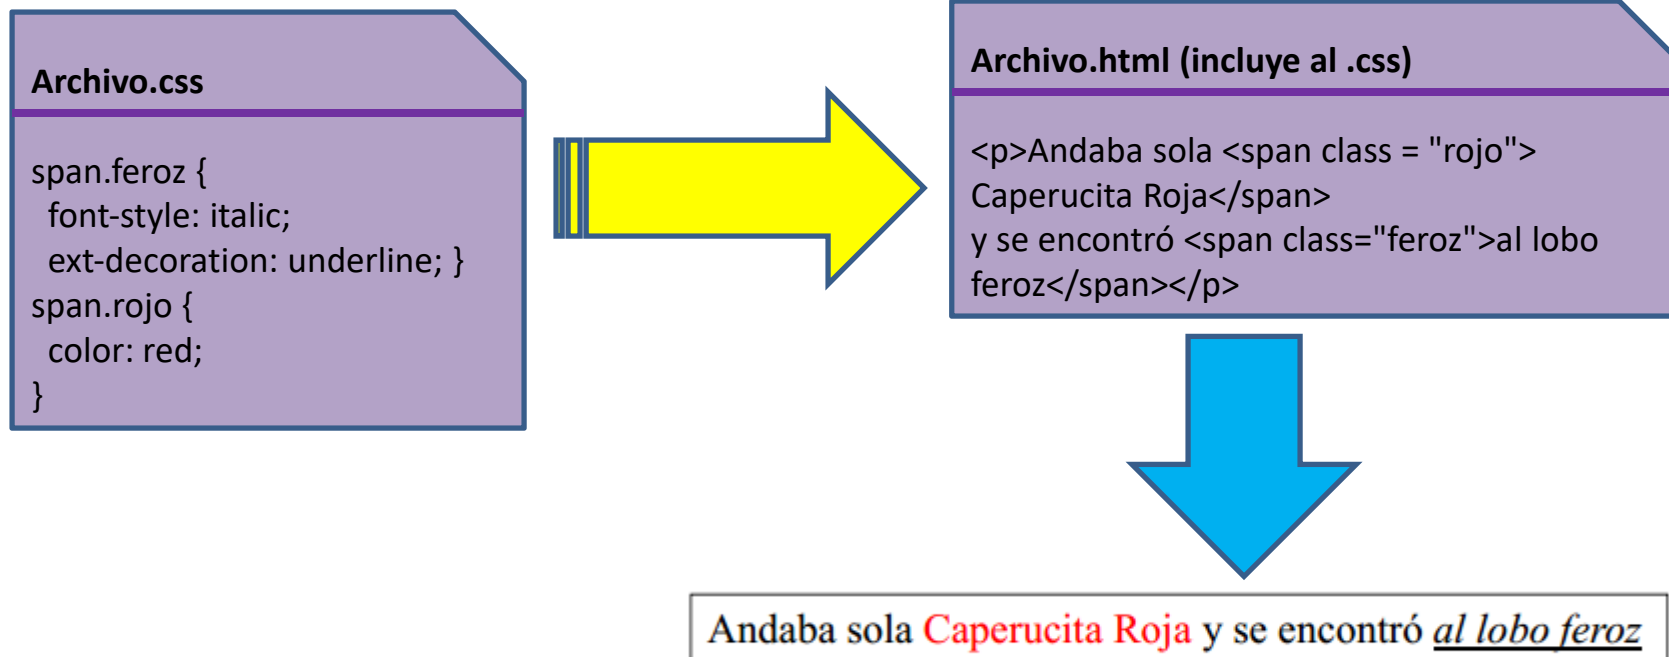 Archivo.css
span.feroz {
font-style: italic;
ext-decoration: underline; }
span.rojo {
color: red;
}
Archivo.html (incluye al .css)
<p>Andaba sola <span class = "rojo">
Caperucita Roja</span>
y se encontró <span class="feroz">al lobo
feroz</span></p>
Andaba sola Caperucita Roja y se encontró al lobo feroz